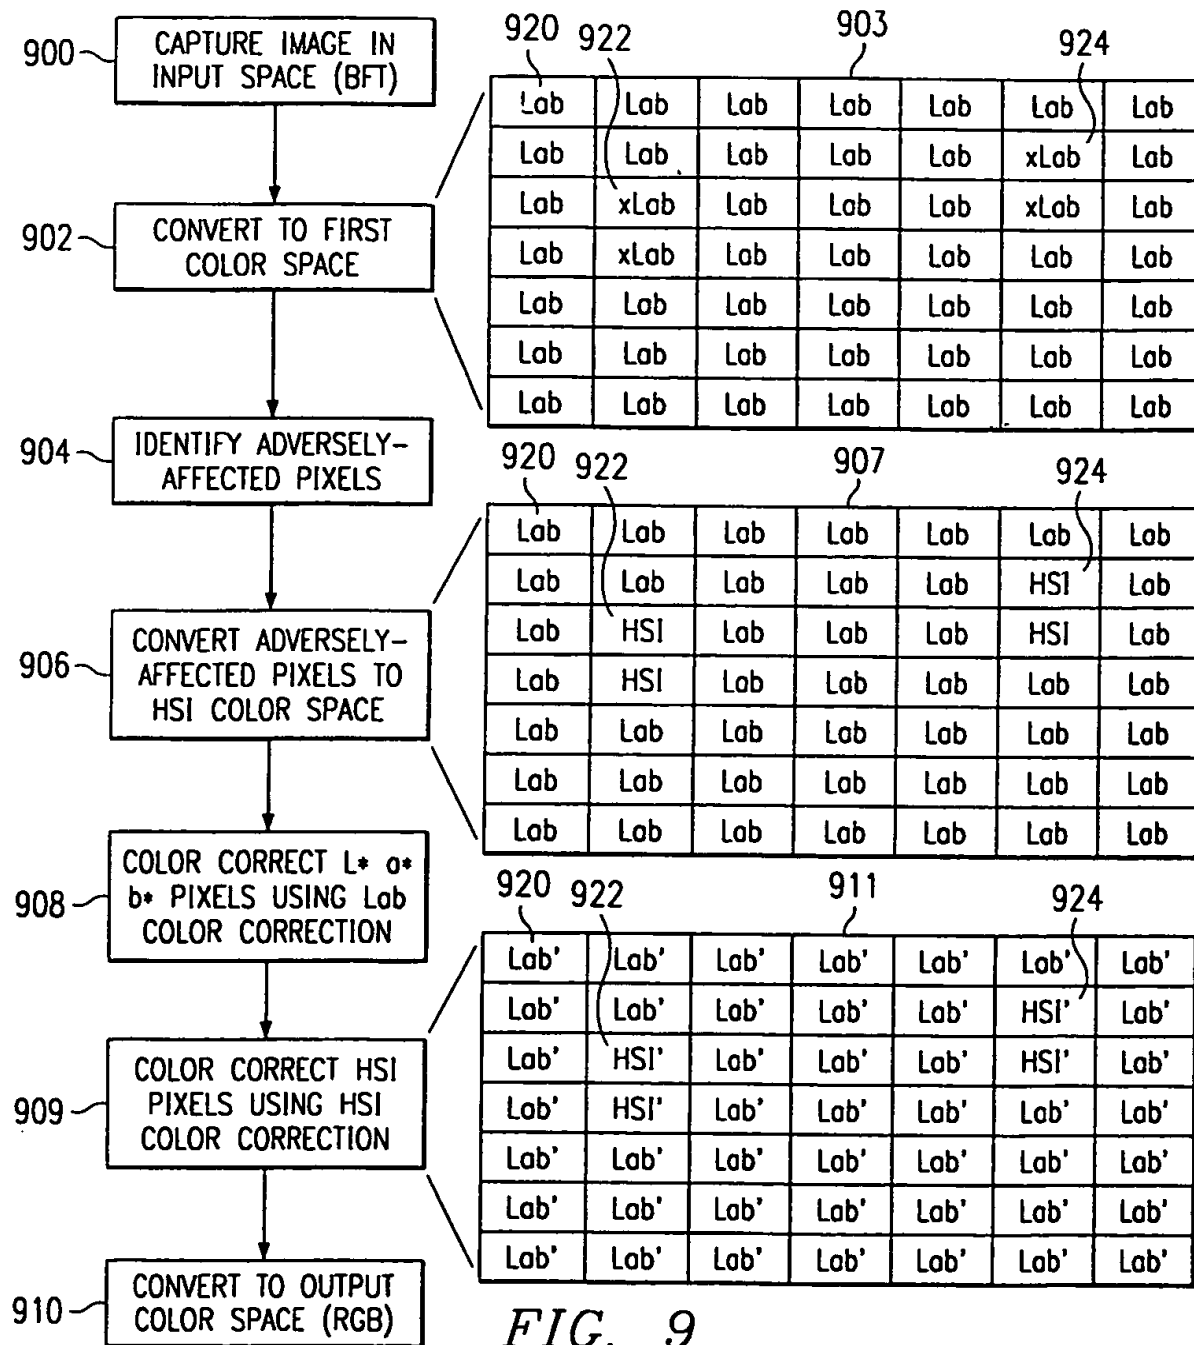 900
CAPTURE IMAGE IN
INPUT SPACE (BFT)
902
CONVERT TO FIRST
COLOR SPACE
904
IDENTIFY ADVERSELY-
AFFECTED PIXELS
906
CONVERT ADVERSELY-
AFFECTED PIXELS TO
HSI COLOR SPACE
908
COLOR CORRECT L* a*
b* PIXELS USING Lab
COLOR CORRECTION
909
COLOR CORRECT HSI
PIXELS USING HSI
COLOR CORRECTION
910
CONVERT TO OUTPUT
COLOR SPACE (RGB)
920 922 903 924
Lab Lab Lab Lab Lab Lab Lab
Lab Lab Lab Lab Lab xLab Lab
Lab xLab Lab Lab Lab xLab Lab
Lab xLab Lab Lab Lab Lab Lab
Lab Lab Lab Lab Lab Lab Lab
Lab Lab Lab Lab Lab Lab Lab
Lab Lab Lab Lab Lab Lab Lab
920 922 907 924
Lab Lab Lab Lab Lab Lab Lab
Lab Lab Lab Lab Lab HSI Lab
Lab HSI Lab Lab Lab HSI Lab
Lab HSI Lab Lab Lab Lab Lab
Lab Lab Lab Lab Lab Lab Lab
Lab Lab Lab Lab Lab Lab Lab
Lab Lab Lab Lab Lab Lab Lab
920 922 911 924
Lab' Lab' Lab' Lab' Lab' Lab' Lab'
Lab' Lab' Lab' Lab' Lab' HSI' Lab'
Lab' HSI' Lab' Lab' Lab' HSI' Lab'
Lab' HSI' Lab' Lab' Lab' Lab' Lab'
Lab' Lab' Lab' Lab' Lab' Lab' Lab'
Lab' Lab' Lab' Lab' Lab' Lab' Lab'
Lab' Lab' Lab' Lab' Lab' Lab' Lab'
FIG. 9